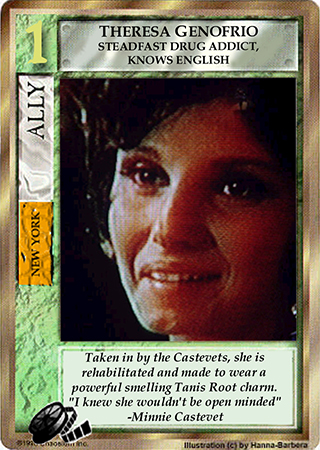 1
THERESA GENOFRIO
STEADFAST DRUG ADDICT,
KNOWS ENGLISH
ALLY
NEW YORK
Taken in by the Castevets, she is
rehabilitated and made to wear a
powerful smelling Tanis Root charm.
"I knew she wouldn't be open minded"
-Minnie Castevet
Illustration (c) by Hanna-Barbera